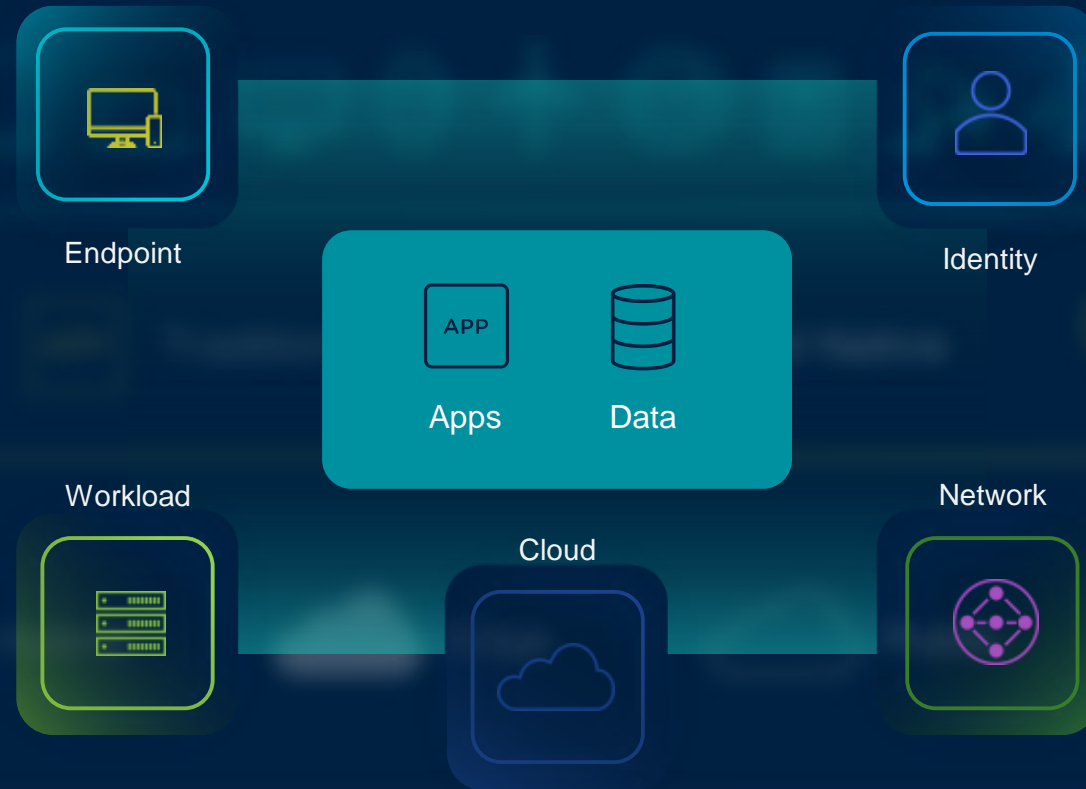 Endpoint
Identity
APP
Apps
Data
Workload
Network
Cloud